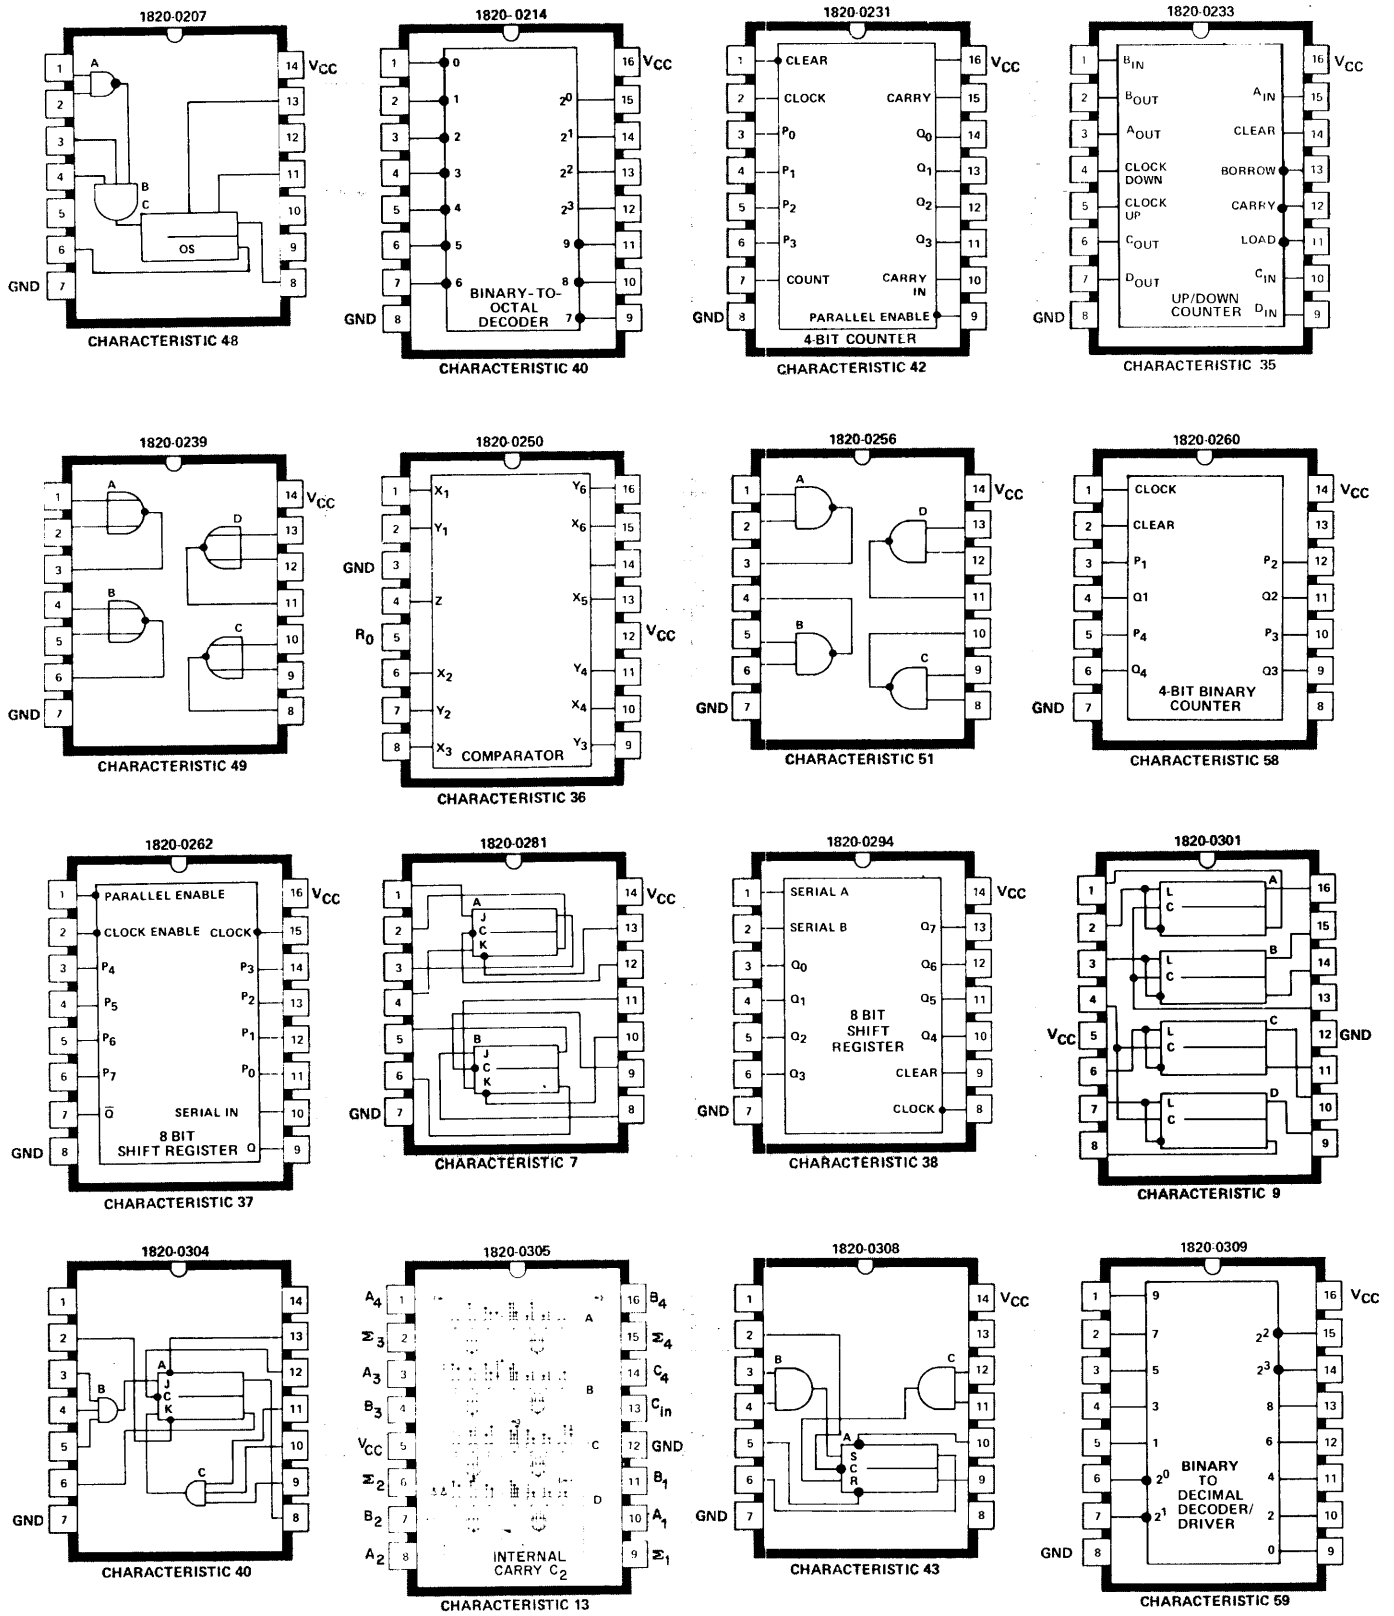 1820-0207
1 A
2
3
4 B
5 C
6 OS
GND 7
14 VCC
13
12
11
10
9
8
CHARACTERISTIC 48
1820-0214
1 0
2 1
3 2
4 3
5 4
6 5
7 6
GND 8
16 VCC
2⁰ 15
2¹ 14
2² 13
2³ 12
9 11
8 10
7 9
BINARY-TO-
OCTAL
DECODER
CHARACTERISTIC 40
1820-0231
1 CLEAR
2 CLOCK
3 P0
4 P1
5 P2
6 P3
7 COUNT
GND 8
16 VCC
CARRY 15
Q0 14
Q1 13
Q2 12
Q3 11
CARRY IN 10
PARALLEL ENABLE 9
4-BIT COUNTER
CHARACTERISTIC 42
1820-0233
1 BIN
2 BOUT
3 AOUT
4 CLOCK DOWN
5 CLOCK UP
6 COUT
7 DOUT
GND 8
16 VCC
AIN 15
CLEAR 14
BORROW 13
CARRY 12
LOAD 11
CIN 10
DIN 9
UP/DOWN
COUNTER
CHARACTERISTIC 35
1820-0239
1 A
2
3
4 B
5
6
GND 7
14 VCC
D 13
12
11
C 10
9
8
CHARACTERISTIC 49
1820-0250
1 X1
2 Y1
GND 3
4 Z
R0 5
6 X2
7 Y2
8 X3
Y6 16
X6 15
14
X5 13
12 VCC
Y4 11
X4 10
Y3 9
COMPARATOR
CHARACTERISTIC 36
1820-0256
1 A
2
3
4
5 B
6
GND 7
14 VCC
D 13
12
11
10
C 9
8
CHARACTERISTIC 51
1820-0260
1 CLOCK
2 CLEAR
3 P1
4 Q1
5 P4
6 Q4
GND 7
14 VCC
13
P2 12
Q2 11
P3 10
Q3 9
8
4-BIT BINARY
COUNTER
CHARACTERISTIC 58
1820-0262
1 PARALLEL ENABLE
2 CLOCK ENABLE
3 P4
4 P5
5 P6
6 P7
7 Q̅
GND 8
16 VCC
CLOCK 15
P3 14
P2 13
P1 12
P0 11
SERIAL IN 10
Q 9
8 BIT
SHIFT REGISTER
CHARACTERISTIC 37
1820-0281
1
2
3
4
5
6
GND 7
A
J
C
K
B
J
C
K
14 VCC
13
12
11
10
9
8
CHARACTERISTIC 7
1820-0294
1 SERIAL A
2 SERIAL B
3 Q0
4 Q1
5 Q2
6 Q3
GND 7
14 VCC
Q7 13
Q6 12
Q5 11
Q4 10
CLEAR 9
CLOCK 8
8 BIT
SHIFT
REGISTER
CHARACTERISTIC 38
1820-0301
1
2
3
4
VCC 5
6
7
8
L A
C
L B
C
L C
C
L D
C
16
15
14
13
12 GND
11
10
9
CHARACTERISTIC 9
1820-0304
1
2
3
4
5
6
GND 7
A
B
J
C
K
C
14
13
12
11
10
9
8
CHARACTERISTIC 40
1820-0305
A4 1
Σ3 2
A3 3
B3 4
VCC 5
Σ2 6
B2 7
A2 8
A
B
C
D
16 B4
15 Σ4
14 C4
13 Cin
12 GND
11 B1
10 A1
9 Σ1
INTERNAL
CARRY C2
CHARACTERISTIC 13
1820-0308
1
2
3 B
4
5
6
GND 7
A
S
C
R
14 VCC
13
C 12
11
10
9
8
CHARACTERISTIC 43
1820-0309
1 9
2 7
3 5
4 3
5 1
6 2⁰
7 2¹
GND 8
16 VCC
2² 15
2³ 14
8 13
6 12
4 11
2 10
0 9
BINARY
TO
DECIMAL
DECODER/
DRIVER
CHARACTERISTIC 59